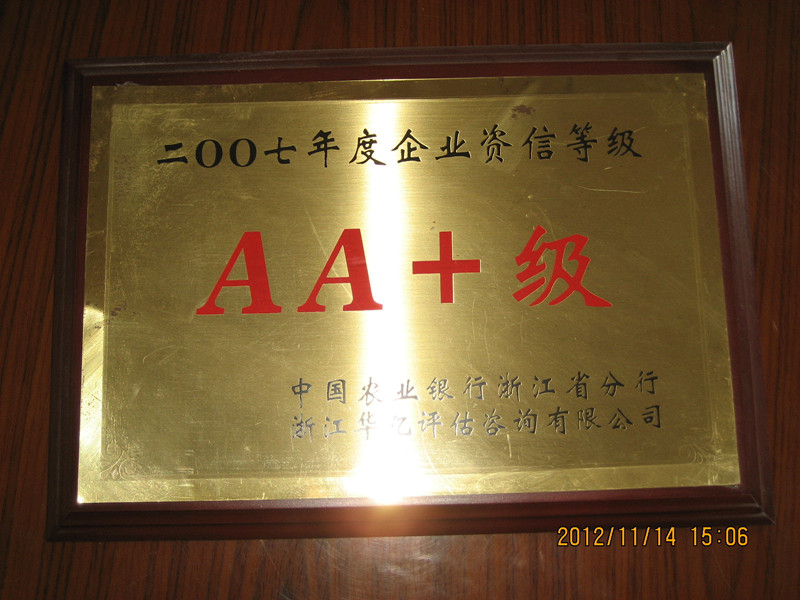 二OO七年度企业资信等级
AA+级
中国农业银行浙江省分行
浙江华亿评估咨询有限公司
2012/11/14 15:06